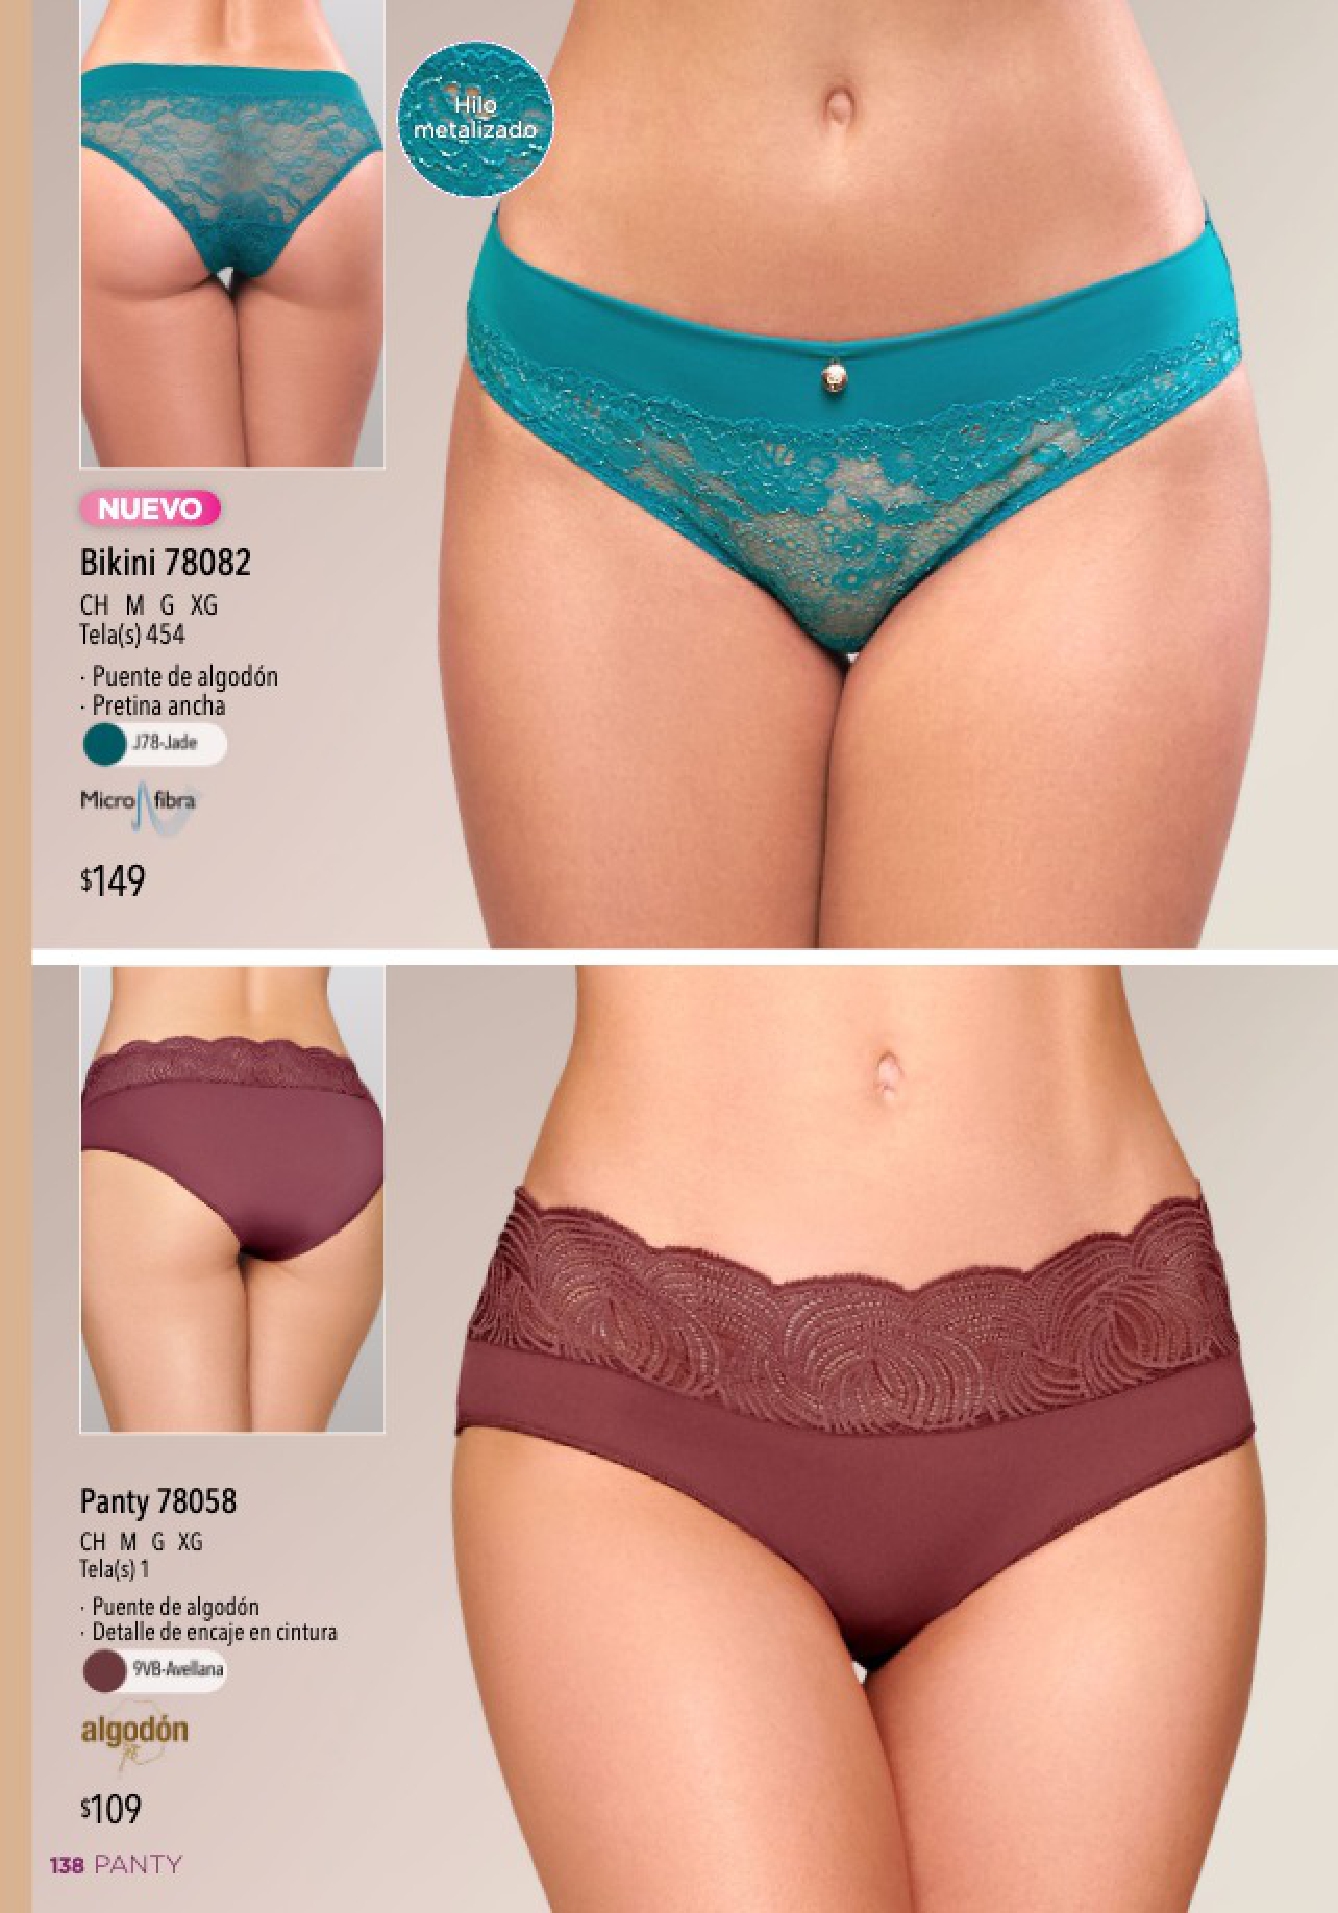 Hilo
metalizado
NUEVO
Bikini 78082
CH M G XG
Tela(s) 454
· Puente de algodón
· Pretina ancha
J78-Jade
Micro fibra
$149
Panty 78058
CH M G XG
Tela(s) 1
· Puente de algodón
· Detalle de encaje en cintura
9VB-Avellana
algodón
$109
138 PANTY